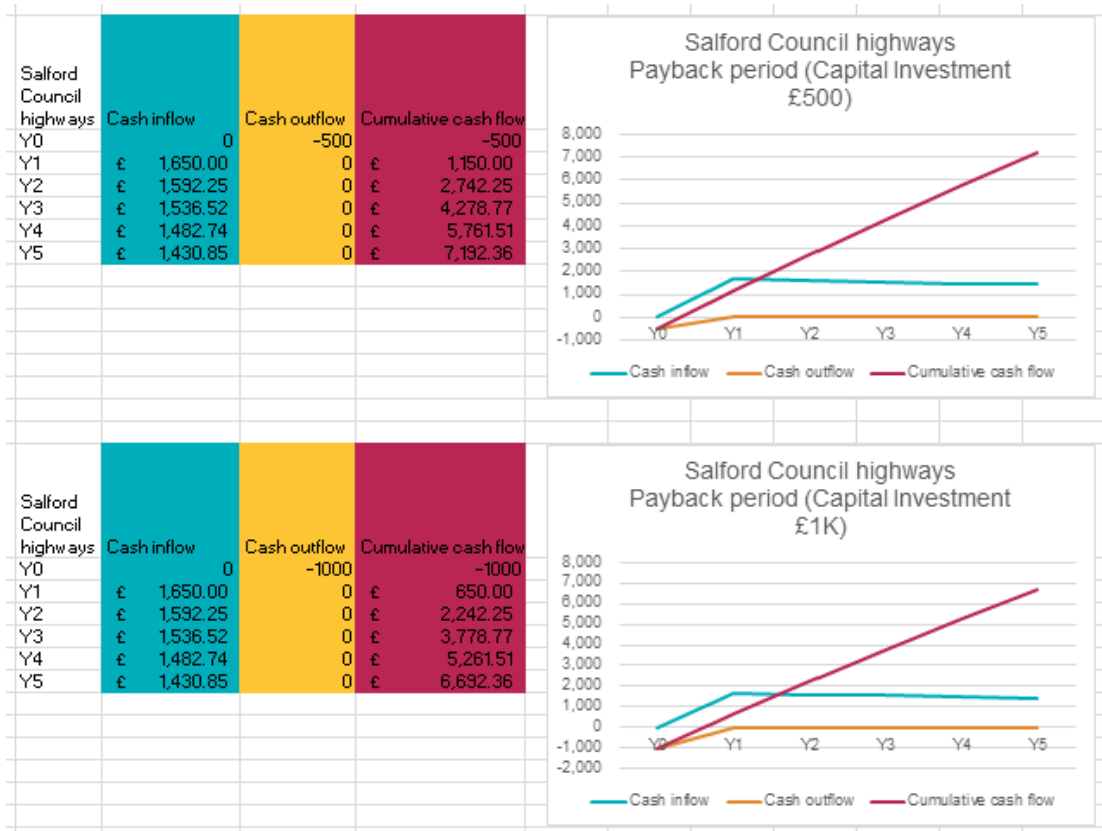 Salford
Council
highways Cash inflow Cash outflow Cumulative cash flow
Y0 0 -500 -500
Y1 £ 1,650.00 0 £ 1,150.00
Y2 £ 1,592.25 0 £ 2,742.25
Y3 £ 1,536.52 0 £ 4,278.77
Y4 £ 1,482.74 0 £ 5,761.51
Y5 £ 1,430.85 0 £ 7,192.36
Salford Council highways
Payback period (Capital Investment
£500)
8,000
7,000
6,000
5,000
4,000
3,000
2,000
1,000
0
-1,000
Y0 Y1 Y2 Y3 Y4 Y5
Cash inflow Cash outflow Cumulative cash flow
Salford
Council
highways Cash inflow Cash outflow Cumulative cash flow
Y0 0 -1000 -1000
Y1 £ 1,650.00 0 £ 650.00
Y2 £ 1,592.25 0 £ 2,242.25
Y3 £ 1,536.52 0 £ 3,778.77
Y4 £ 1,482.74 0 £ 5,261.51
Y5 £ 1,430.85 0 £ 6,692.36
Salford Council highways
Payback period (Capital Investment
£1K)
8,000
7,000
6,000
5,000
4,000
3,000
2,000
1,000
0
-1,000
-2,000
Y0 Y1 Y2 Y3 Y4 Y5
Cash inflow Cash outflow Cumulative cash flow